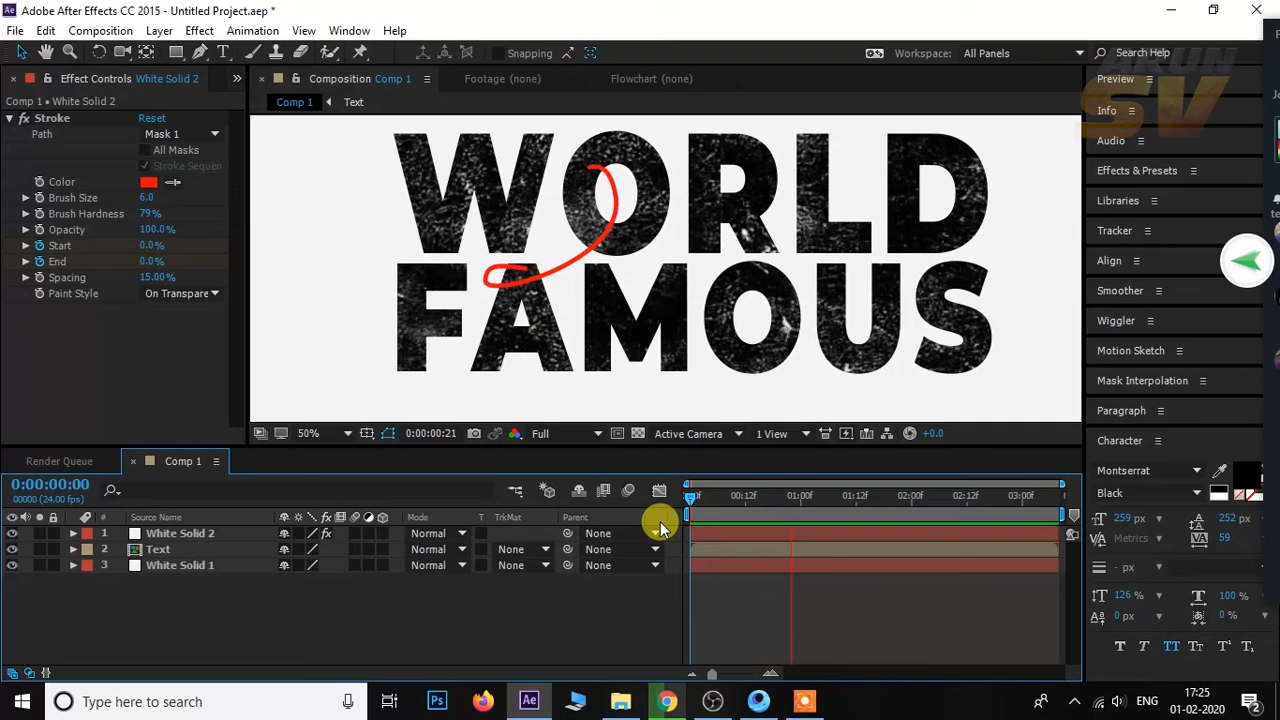 Adobe After Effects CC 2015 - Untitled Project.aep *
File Edit Composition Layer Effect Animation View Window Help
Snapping Workspace: All Panels Search Help
Effect Controls White Solid 2
Comp 1 • White Solid 2
fx Stroke Reset
Path Mask 1
All Masks
Stroke Sequen
Color
Brush Size 6.0
Brush Hardness 79%
Opacity 100.0%
Start 0.0%
End 0.0%
Spacing 15.00%
Paint Style On Transpare
Composition Comp 1 Footage (none) Flowchart (none)
Comp 1 Text
WORLD
FAMOUS
50% 0:00:00:21 Full Active Camera 1 View +0.0
ARUN
SV
Preview
Info
Audio
Effects & Presets
Libraries
Tracker
Align
Smoother
Wiggler
Motion Sketch
Mask Interpolation
Paragraph
Character
Montserrat
Black
259 px 252 px
Metrics 59
- px
126 % 100 %
0 px 0 %
Render Queue Comp 1
0:00:00:00
00000 (24.00 fps)
00:12f 01:00f 01:12f 02:00f 02:12f 03:00f
# Source Name Mode T TrkMat Parent
1 White Solid 2 Normal None
2 Text Normal None None
3 White Solid 1 Normal None None
Type here to search ENG 17:25
01-02-2020 2